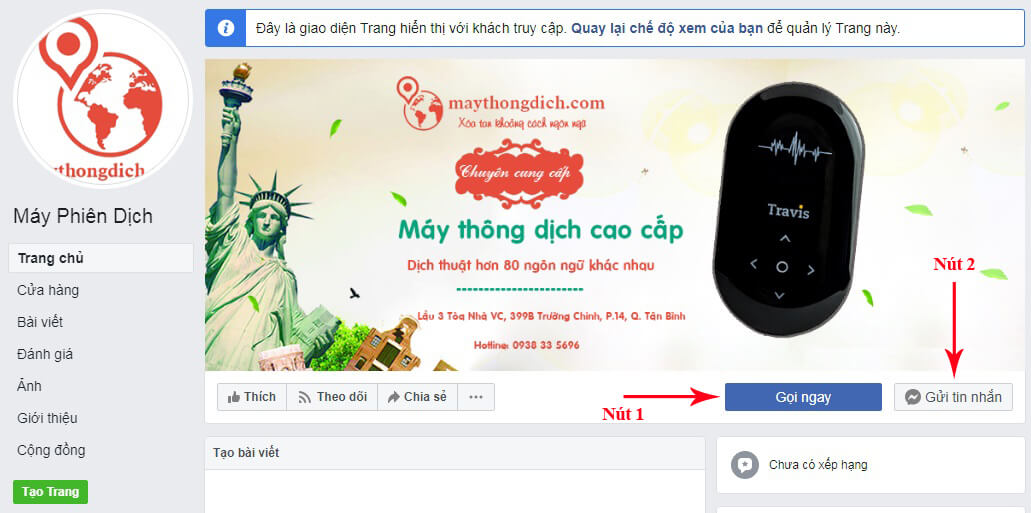 Đây là giao diện Trang hiển thị với khách truy cập. Quay lại chế độ xem của bạn để quản lý Trang này.
ythongdich
Máy Phiên Dịch
Trang chủ
Cửa hàng
Bài viết
Đánh giá
Ảnh
Giới thiệu
Cộng đồng
Tạo Trang
maythongdich.com
Xóa tan khoảng cách ngôn ngữ
Chuyên cung cấp
Máy thông dịch cao cấp
Dịch thuật hơn 80 ngôn ngữ khác nhau
Lầu 3 Tòa Nhà VC, 399B Trường Chinh, P.14, Q. Tân Bình
Hotline: 0938 33 5696
Travis
Nút 2
Thích
Theo dõi
Chia sẻ
Nút 1
Gọi ngay
Gửi tin nhắn
Tạo bài viết
Chưa có xếp hạng